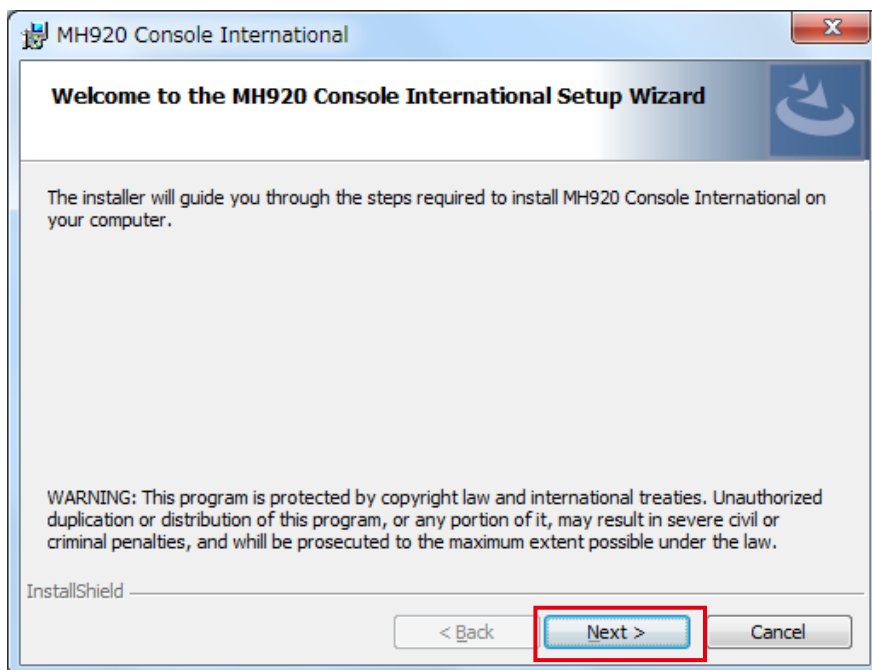 MH920 Console International
Welcome to the MH920 Console International Setup Wizard
The installer will guide you through the steps required to install MH920 Console International on
your computer.
WARNING: This program is protected by copyright law and international treaties. Unauthorized
duplication or distribution of this program, or any portion of it, may result in severe civil or
criminal penalties, and whill be prosecuted to the maximum extent possible under the law.
InstallShield
< Back Next > Cancel